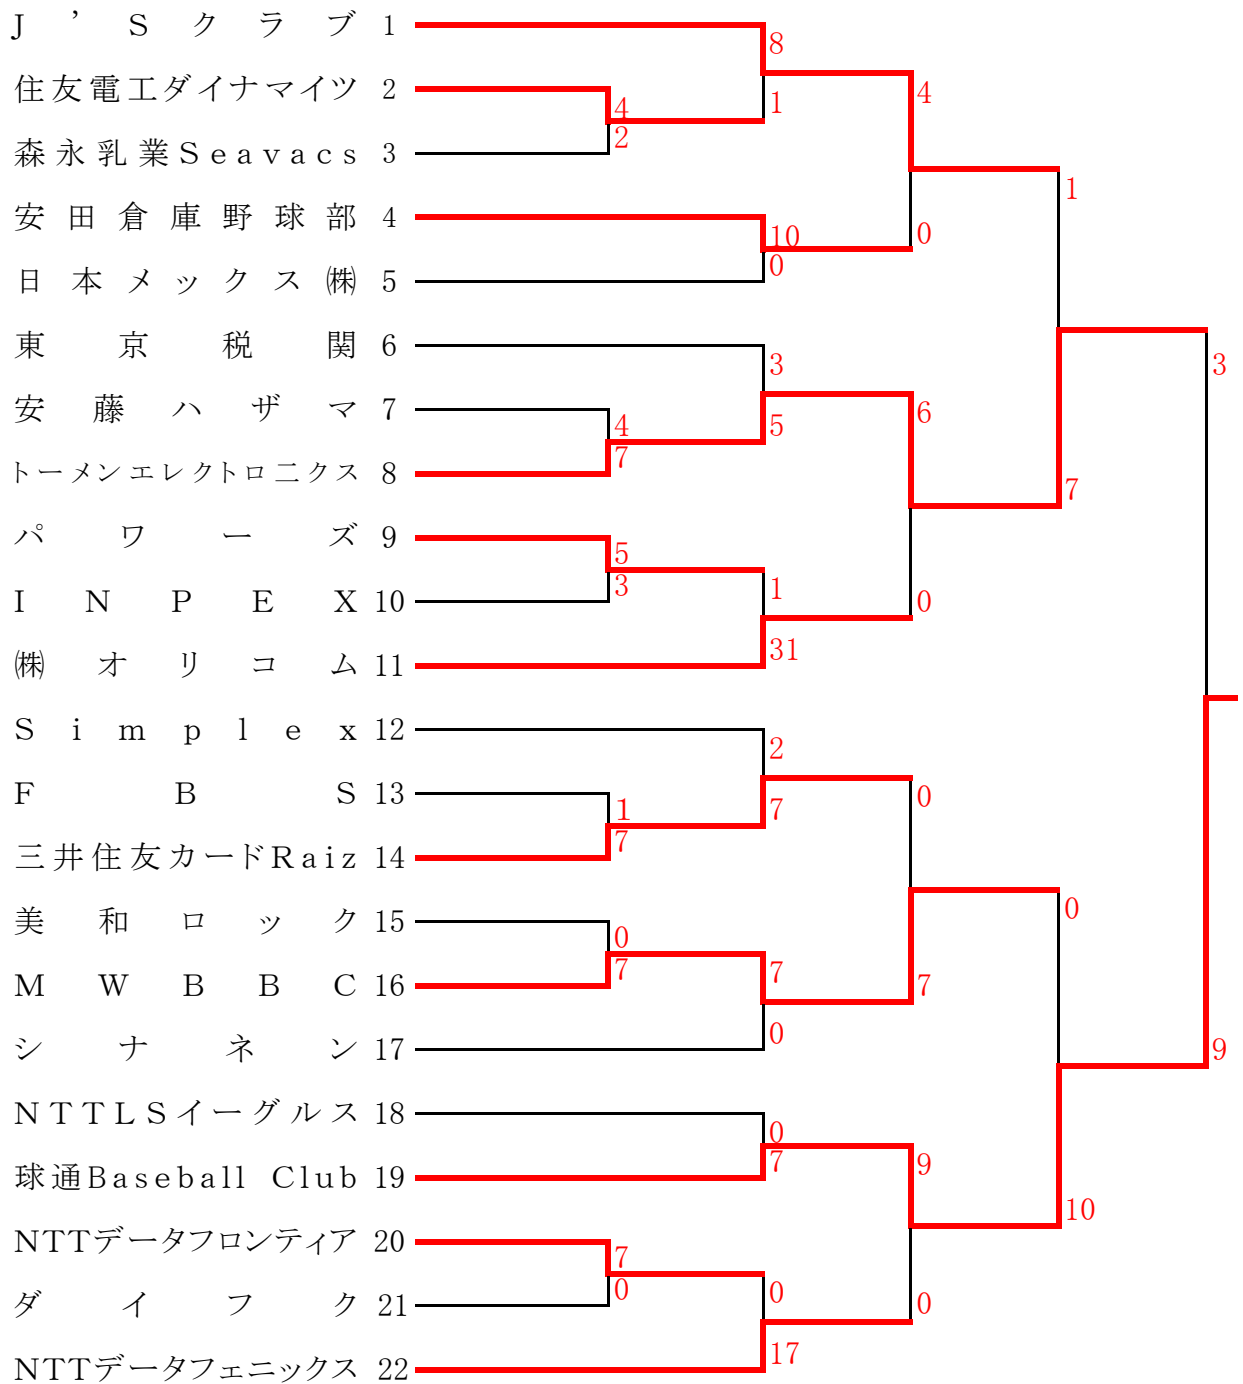 J’Sクラブ 1
8
住友電工ダイナマイツ 2
4
1
4
2
森永乳業Seavacs 3
1
安田倉庫野球部 4
10
0
0
日本メックス㈱ 5
東京税関 6
3
3
安藤ハザマ 7
4
5
6
7
トーメンエレクトロニクス 8
7
パワーズ 9
5
3
1
0
INPEX 10
31
㈱オリコム 11
Simplex 12
2
FBS 13
1
7
0
7
三井住友カードRaiz 14
0
美和ロック 15
0
7
7
7
MWBBC 16
0
シナネン 17
9
NTTLSイーグルス 18
0
7
9
球通Baseball Club 19
10
NTTデータフロンティア 20
7
0
0
0
ダイフク 21
17
NTTデータフェニックス 22